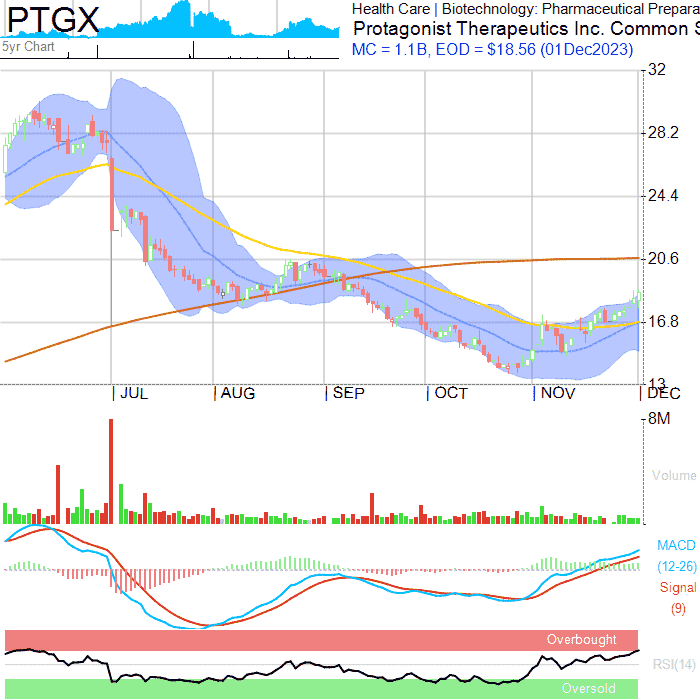 PTGX
Health Care | Biotechnology: Pharmaceutical Prepara
5yr Chart
Protagonist Therapeutics Inc. Common S
MC = 1.1B, EOD = $18.56 (01Dec2023)
32
28.2
24.4
20.6
16.8
13
JUL AUG SEP OCT NOV DEC
8M
Volume
MACD
(12-26)
Signal
(9)
Overbought
RSI(14)
Oversold